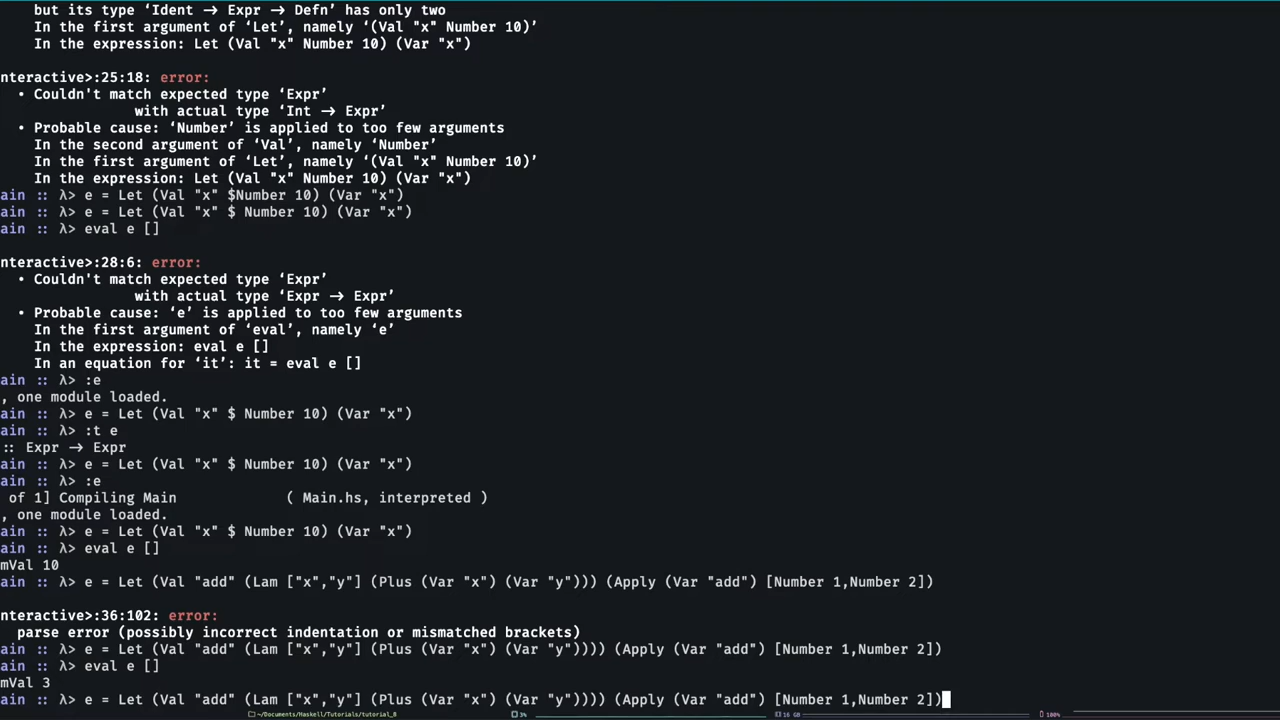 but its type ‘Ident → Expr → Defn’ has only two
In the first argument of ‘Let’, namely ‘(Val "x" Number 10)’
In the expression: Let (Val "x" Number 10) (Var "x")
nteractive>:25:18: error:
• Couldn't match expected type ‘Expr’
with actual type ‘Int → Expr’
• Probable cause: ‘Number’ is applied to too few arguments
In the second argument of ‘Val’, namely ‘Number’
In the first argument of ‘Let’, namely ‘(Val "x" Number 10)’
In the expression: Let (Val "x" Number 10) (Var "x")
ain :: λ> e = Let (Val "x" $Number 10) (Var "x")
ain :: λ> e = Let (Val "x" $ Number 10) (Var "x")
ain :: λ> eval e []
nteractive>:28:6: error:
• Couldn't match expected type ‘Expr’
with actual type ‘Expr → Expr’
• Probable cause: ‘e’ is applied to too few arguments
In the first argument of ‘eval’, namely ‘e’
In the expression: eval e []
In an equation for ‘it’: it = eval e []
ain :: λ> :e
, one module loaded.
ain :: λ> e = Let (Val "x" $ Number 10) (Var "x")
ain :: λ> :t e
:: Expr → Expr
ain :: λ> e = Let (Val "x" $ Number 10) (Var "x")
ain :: λ> :e
of 1] Compiling Main ( Main.hs, interpreted )
, one module loaded.
ain :: λ> e = Let (Val "x" $ Number 10) (Var "x")
ain :: λ> eval e []
mVal 10
ain :: λ> e = Let (Val "add" (Lam ["x","y"] (Plus (Var "x") (Var "y"))) (Apply (Var "add") [Number 1,Number 2])
nteractive>:36:102: error:
parse error (possibly incorrect indentation or mismatched brackets)
ain :: λ> e = Let (Val "add" (Lam ["x","y"] (Plus (Var "x") (Var "y")))) (Apply (Var "add") [Number 1,Number 2])
ain :: λ> eval e []
mVal 3
ain :: λ> e = Let (Val "add" (Lam ["x","y"] (Plus (Var "x") (Var "y")))) (Apply (Var "add") [Number 1,Number 2])
~/Documents/Haskell/Tutorials/tutorial_8 3% 16 GB 100%